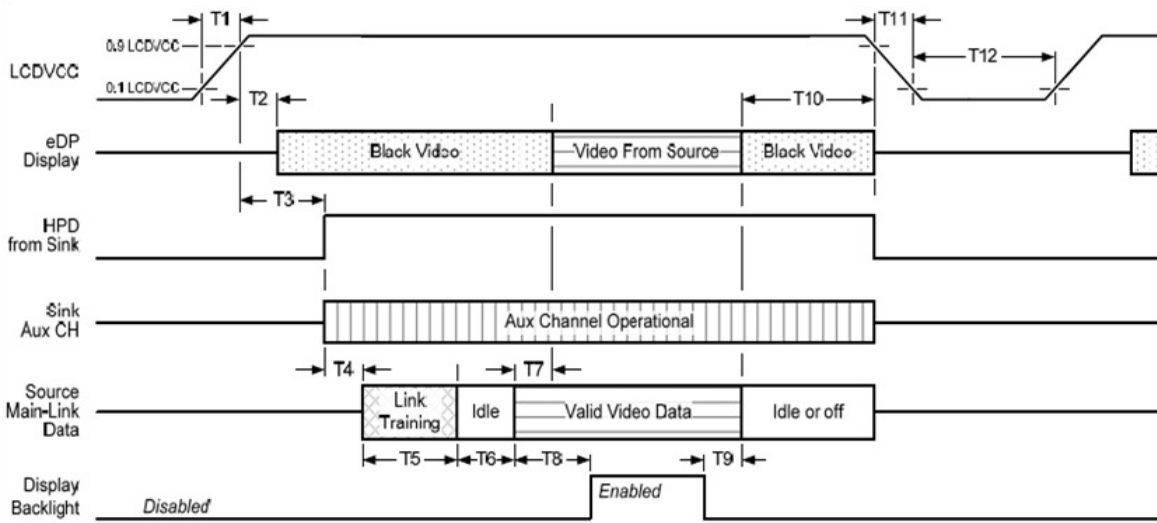 T1
T11
0.9 LCDVCC
LCDVCC
T12
0.1 LCDVCC
T2
T10
eDP
Display
Black Video
Video From Source
Black Video
T3
HPD
from Sink
Sink
Aux CH
Aux Channel Operational
T4
T7
Source
Main-Link
Data
Link
Training
Idle
Valid Video Data
Idle or off
T5
T6
T8
T9
Display
Backlight
Disabled
Enabled